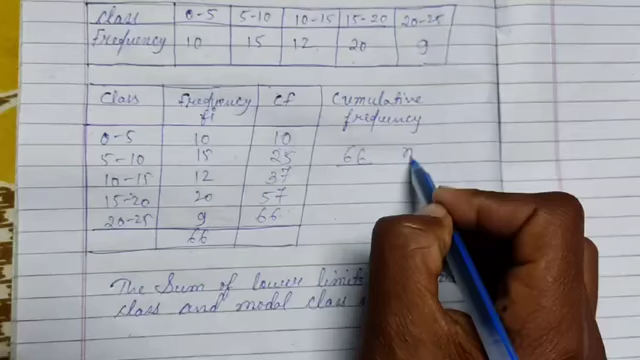 Class 0-5 5-10 10-15 15-20 20-25
Frequency 10 15 12 20 9
Class Frequency fi Cf Cumulative frequency
0-5 10 10
5-10 15 25 66
10-15 12 37
15-20 20 57
20-25 9 66
66
The Sum of lower limits
class and modal class